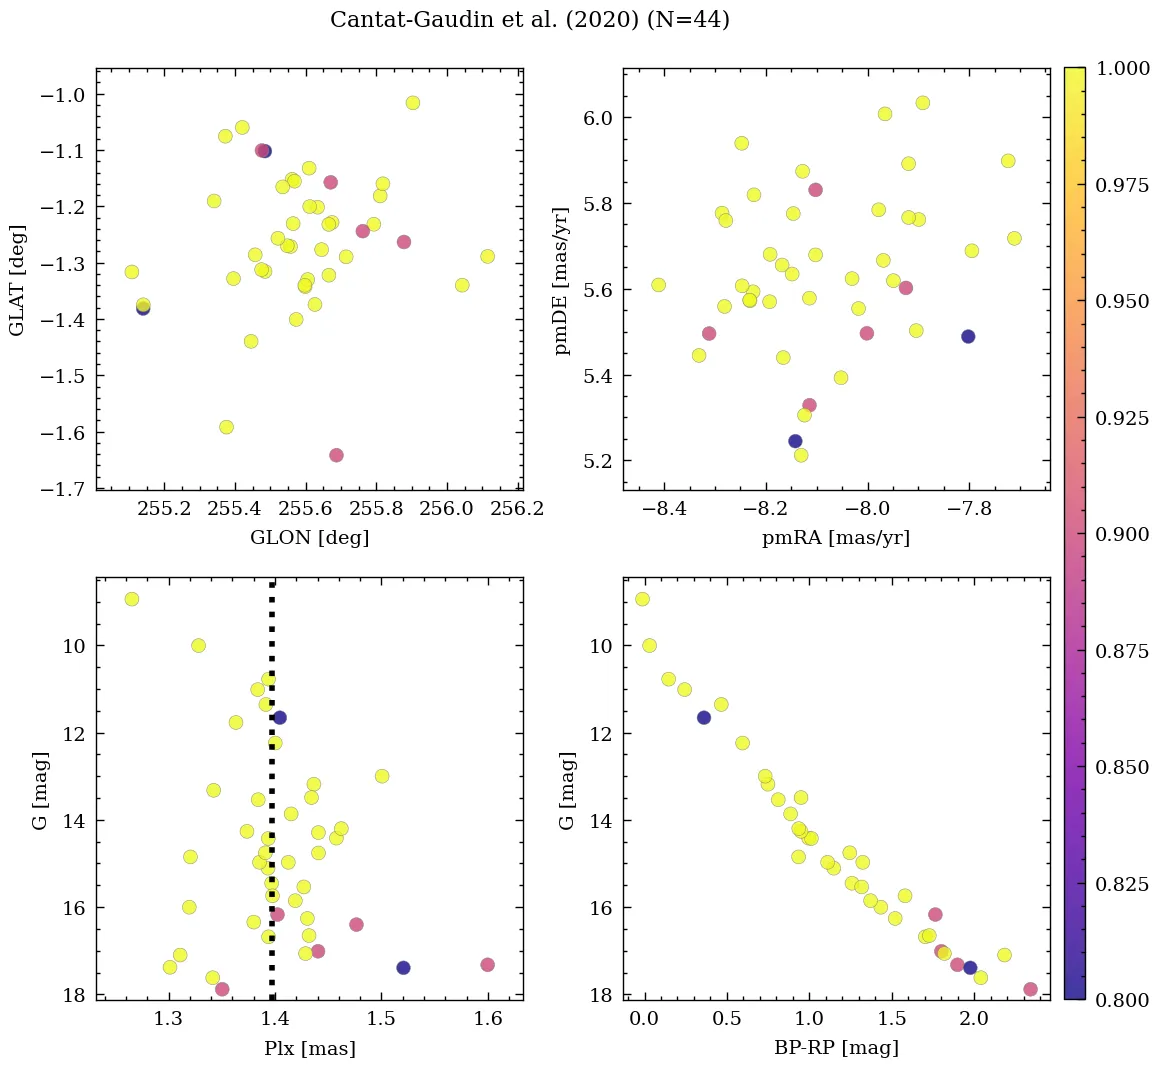 Cantat-Gaudin et al. (2020) (N=44)
−1.0
−1.1
−1.2
−1.3
−1.4
−1.5
−1.6
−1.7
GLAT [deg]
255.2 255.4 255.6 255.8 256.0 256.2
GLON [deg]
6.0
5.8
5.6
5.4
5.2
pmDE [mas/yr]
−8.4 −8.2 −8.0 −7.8
pmRA [mas/yr]
10
12
14
16
18
G [mag]
1.3 1.4 1.5 1.6
Plx [mas]
10
12
14
16
18
G [mag]
0.0 0.5 1.0 1.5 2.0
BP-RP [mag]
1.000
0.975
0.950
0.925
0.900
0.875
0.850
0.825
0.800